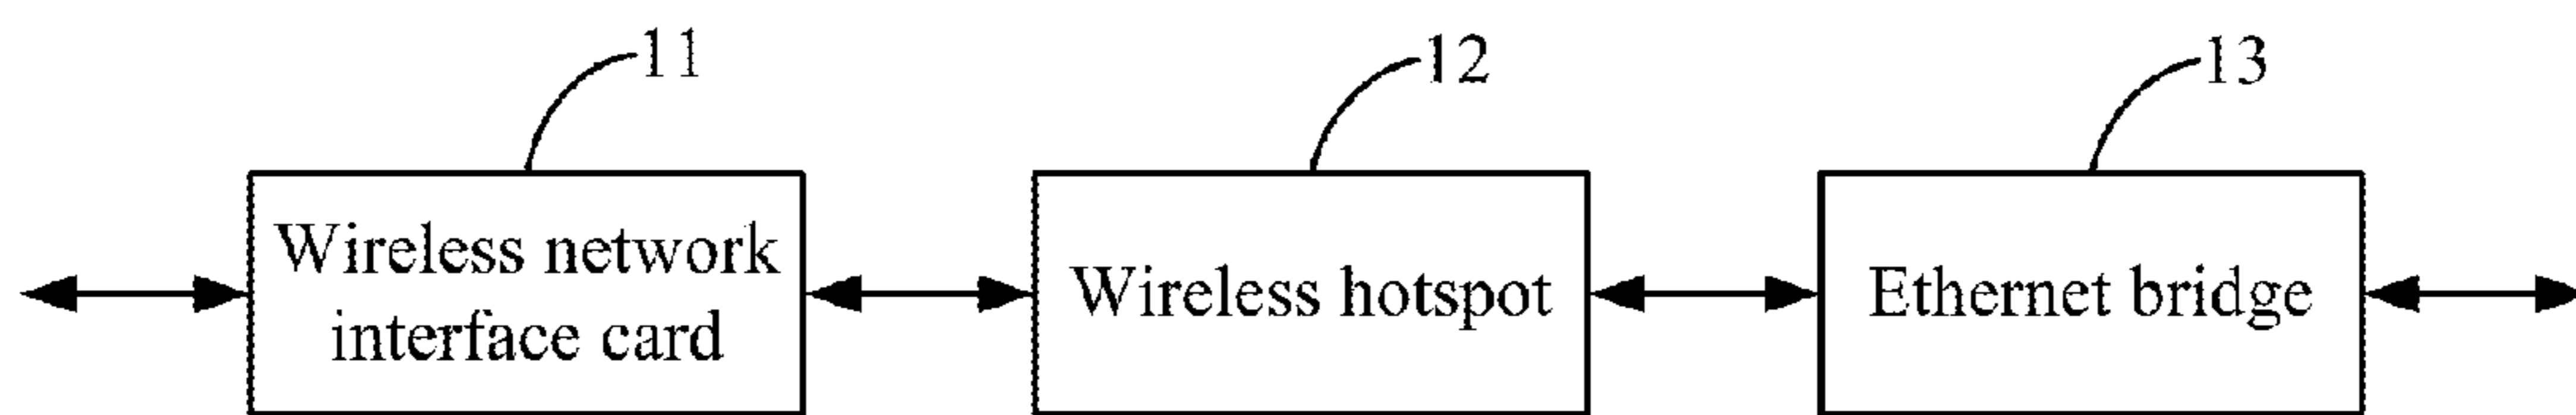 11
12
13
Wireless network
interface card
Wireless hotspot
Ethernet bridge